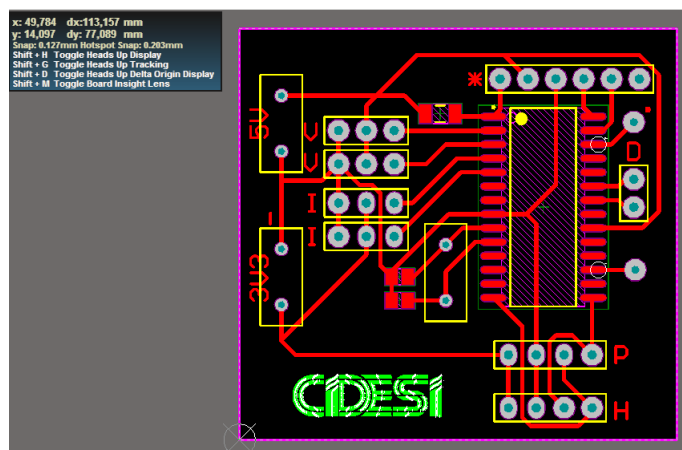 x: 49,784 dx:113,157 mm
y: 14,097 dy: 77,089 mm
Snap: 0.127mm Hotspot Snap: 0.203mm
Shift + H Toggle Heads Up Display
Shift + G Toggle Heads Up Tracking
Shift + D Toggle Heads Up Delta Origin Display
Shift + M Toggle Board Insight Lens
*
5V
V
V
D
I
I
3V3
P
CIDESI
H